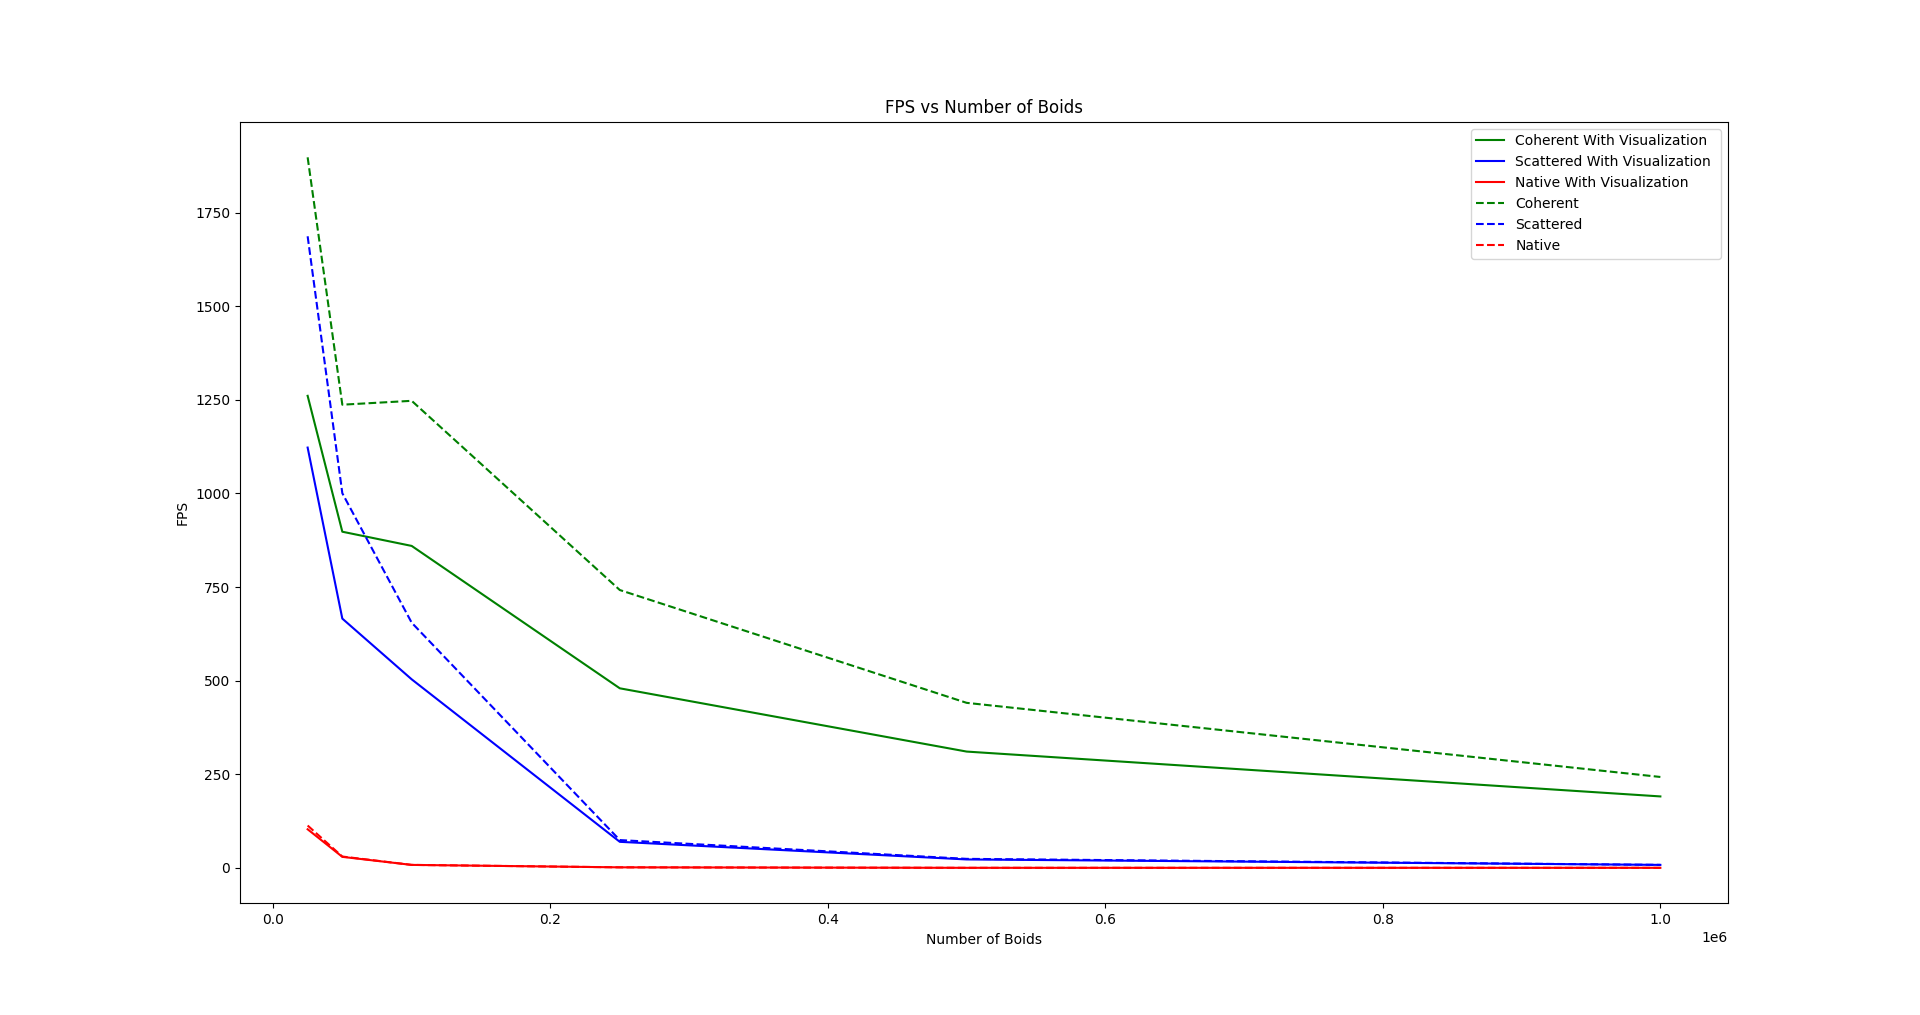 FPS vs Number of Boids
Coherent With Visualization
Scattered With Visualization
Native With Visualization
Coherent
Scattered
Native
1750
1500
1250
1000
750
500
250
0
FPS
0.0 0.2 0.4 0.6 0.8 1.0
1e6
Number of Boids